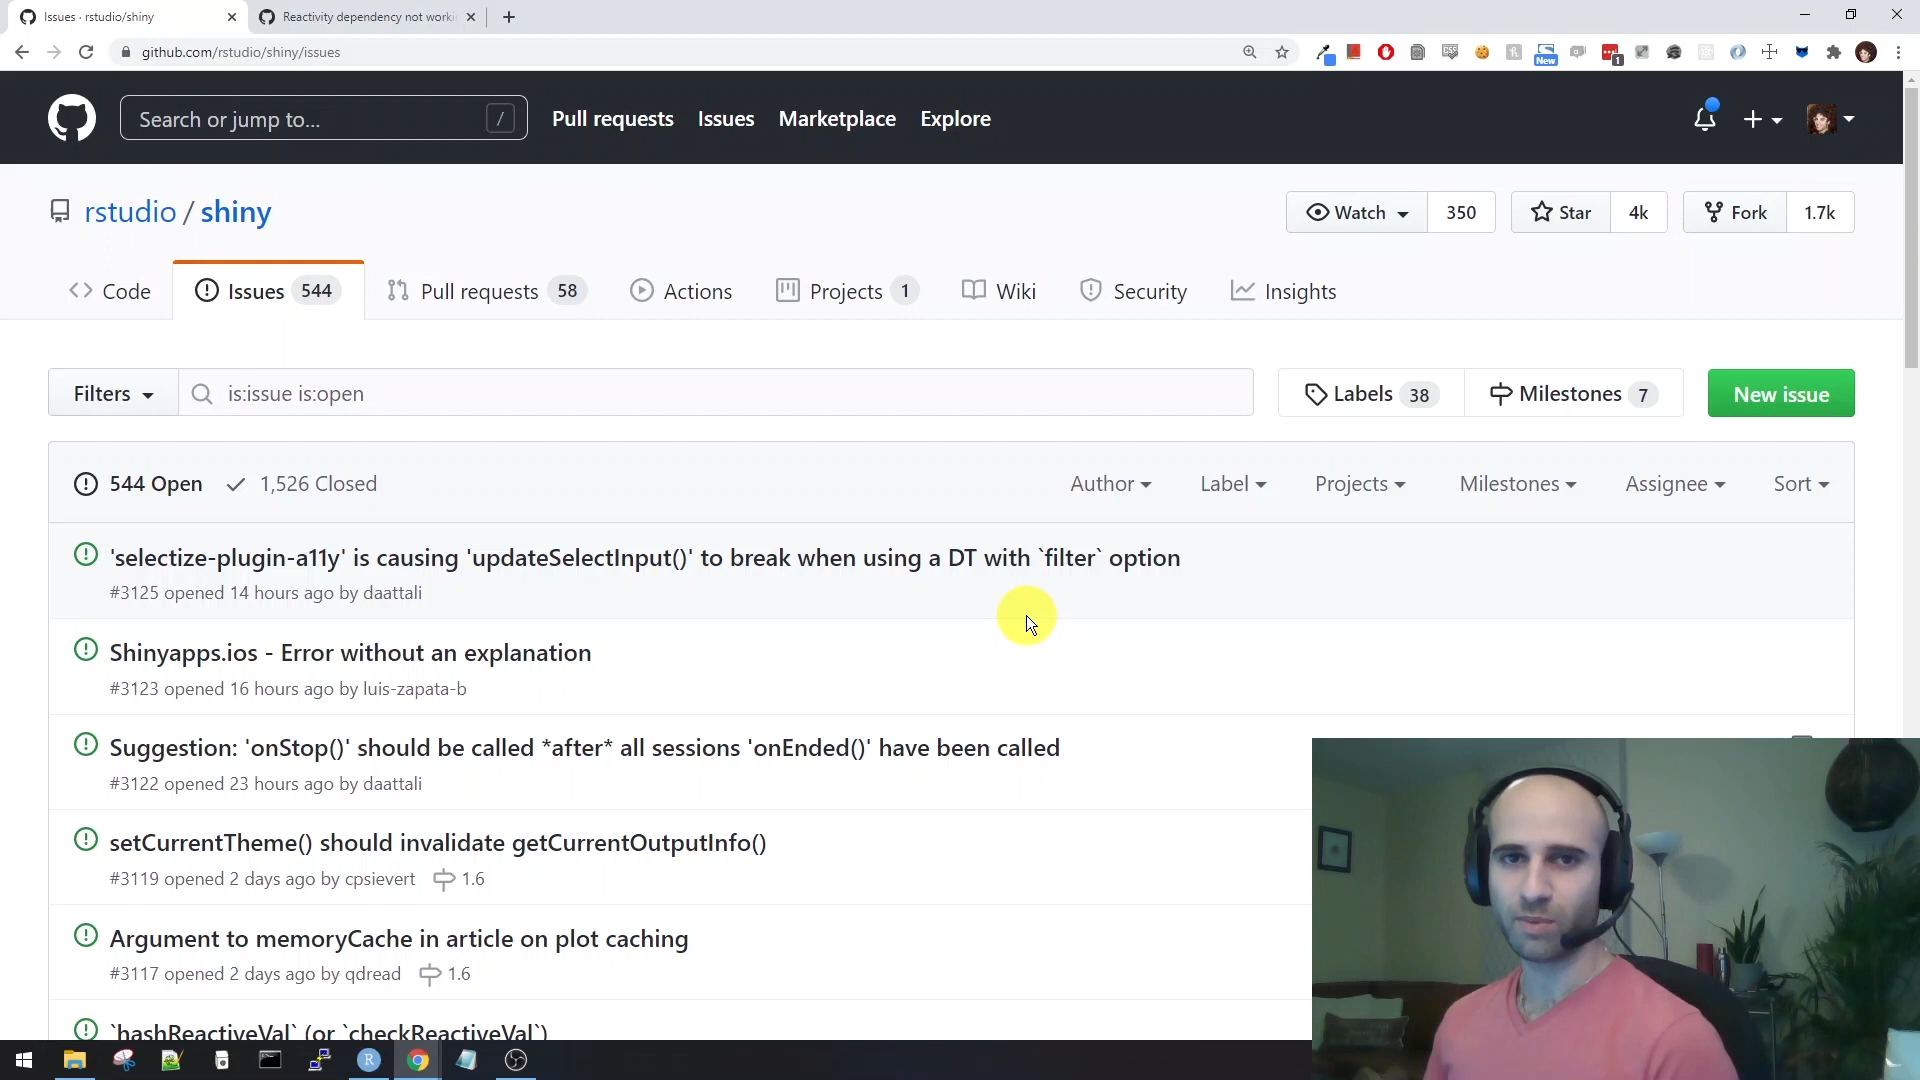 Issues · rstudio/shiny
Reactivity dependency not worki
github.com/rstudio/shiny/issues
New
1
Search or jump to...
/
Pull requests
Issues
Marketplace
Explore
rstudio / shiny
Watch
350
Star
4k
Fork
1.7k
Code
Issues 544
Pull requests 58
Actions
Projects 1
Wiki
Security
Insights
Filters
is:issue is:open
Labels 38
Milestones 7
New issue
544 Open
1,526 Closed
Author
Label
Projects
Milestones
Assignee
Sort
'selectize-plugin-a11y' is causing 'updateSelectInput()' to break when using a DT with `filter` option
#3125 opened 14 hours ago by daattali
Shinyapps.ios - Error without an explanation
#3123 opened 16 hours ago by luis-zapata-b
Suggestion: 'onStop()' should be called *after* all sessions 'onEnded()' have been called
#3122 opened 23 hours ago by daattali
setCurrentTheme() should invalidate getCurrentOutputInfo()
#3119 opened 2 days ago by cpsievert 1.6
Argument to memoryCache in article on plot caching
#3117 opened 2 days ago by qdread 1.6
`hashReactiveVal` (or `checkReactiveVal`)
R